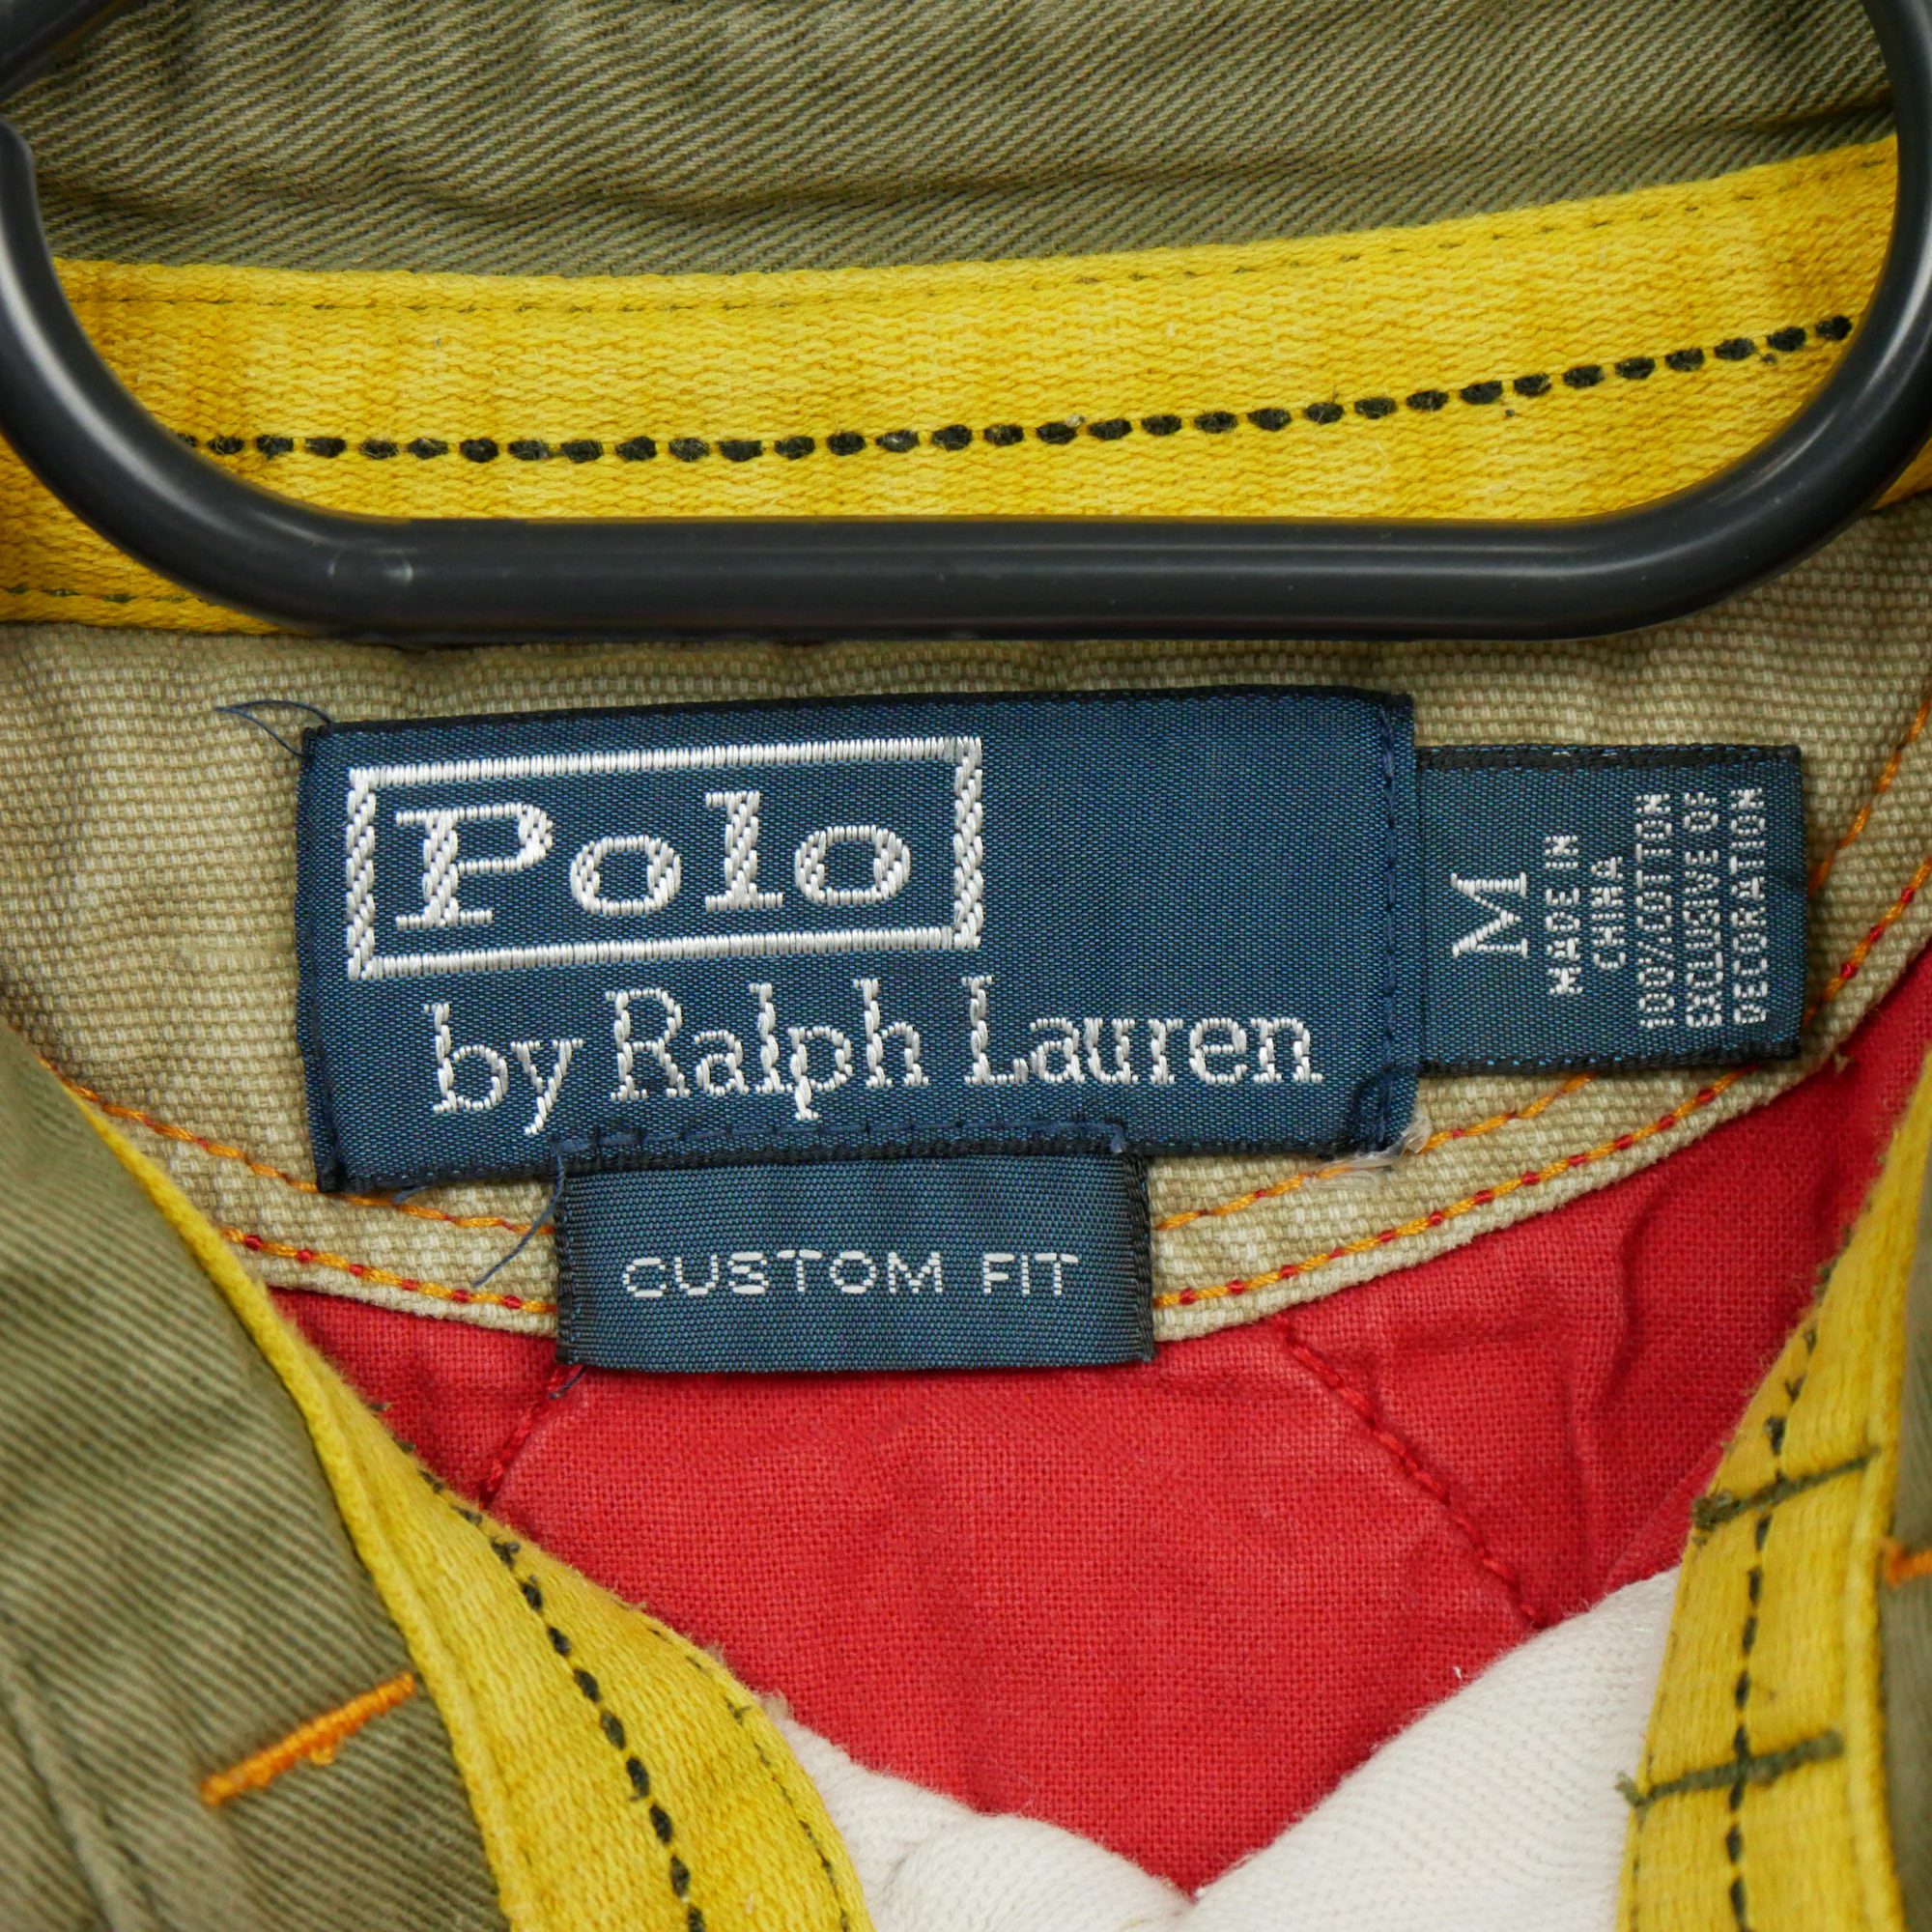 Polo
by Ralph Lauren
M
MADE IN
CHINA
100% COTTON
EXCLUSIVE OF
DECORATION
CUSTOM FIT